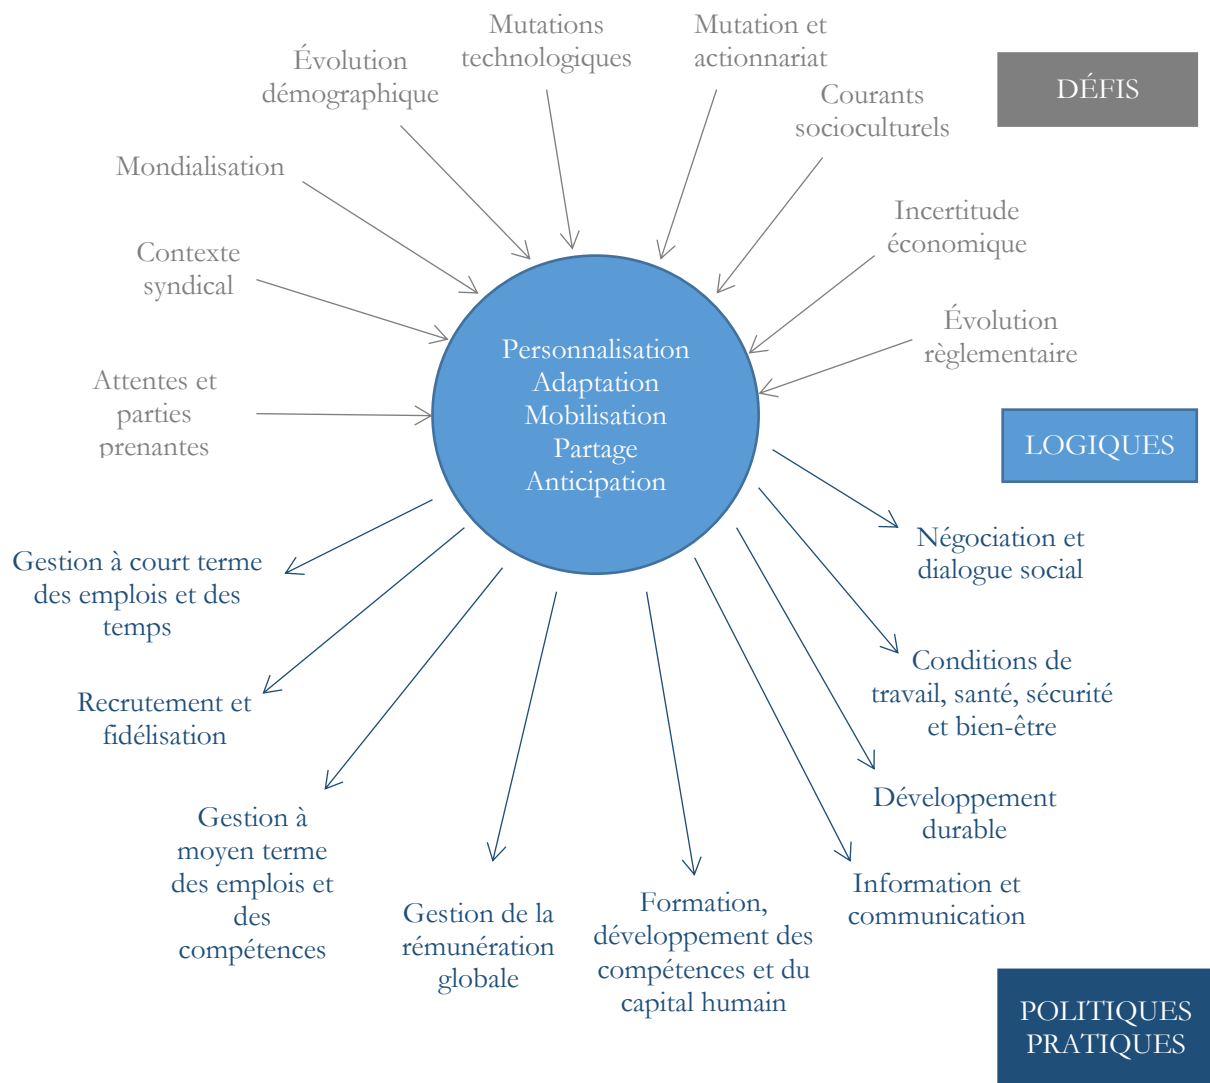 Mutations
technologiques
Mutation et
actionnariat
Évolution
démographique
DÉFIS
Courants
socioculturels
Mondialisation
Incertitude
économique
Contexte
syndical
Évolution
règlementaire
Attentes et
parties
prenantes
Personnalisation
Adaptation
Mobilisation
Partage
Anticipation
LOGIQUES
Négociation et
dialogue social
Gestion à court terme
des emplois et des
temps
Conditions de
travail, santé, sécurité
et bien-être
Recrutement et
fidélisation
Développement
durable
Gestion à
moyen terme
des emplois et
des
compétences
Information et
communication
Gestion de la
rémunération
globale
Formation,
développement des
compétences et du
capital humain
POLITIQUES
PRATIQUES